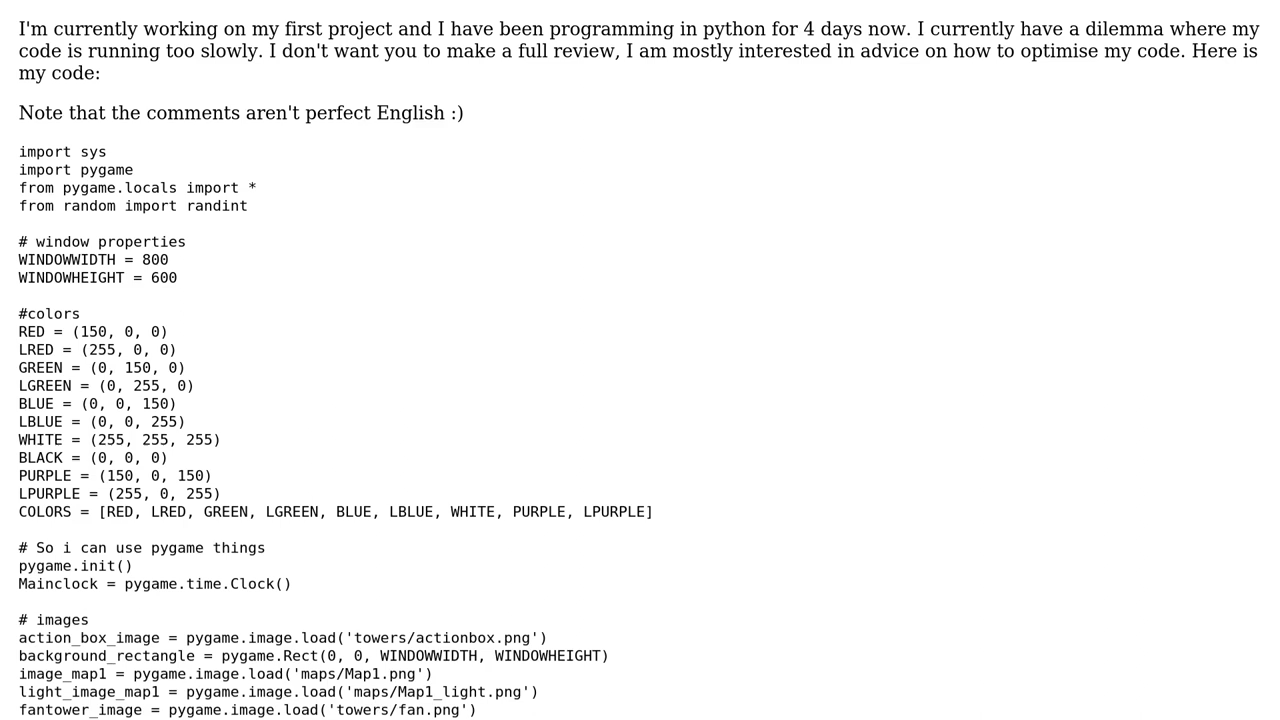 I'm currently working on my first project and I have been programming in python for 4 days now. I currently have a dilemma where my
code is running too slowly. I don't want you to make a full review, I am mostly interested in advice on how to optimise my code. Here is
my code:
Note that the comments aren't perfect English :)
import sys
import pygame
from pygame.locals import *
from random import randint
# window properties
WINDOWWIDTH = 800
WINDOWHEIGHT = 600
#colors
RED = (150, 0, 0)
LRED = (255, 0, 0)
GREEN = (0, 150, 0)
LGREEN = (0, 255, 0)
BLUE = (0, 0, 150)
LBLUE = (0, 0, 255)
WHITE = (255, 255, 255)
BLACK = (0, 0, 0)
PURPLE = (150, 0, 150)
LPURPLE = (255, 0, 255)
COLORS = [RED, LRED, GREEN, LGREEN, BLUE, LBLUE, WHITE, PURPLE, LPURPLE]
# So i can use pygame things
pygame.init()
Mainclock = pygame.time.Clock()
# images
action_box_image = pygame.image.load('towers/actionbox.png')
background_rectangle = pygame.Rect(0, 0, WINDOWWIDTH, WINDOWHEIGHT)
image_map1 = pygame.image.load('maps/Map1.png')
light_image_map1 = pygame.image.load('maps/Map1_light.png')
fantower_image = pygame.image.load('towers/fan.png')